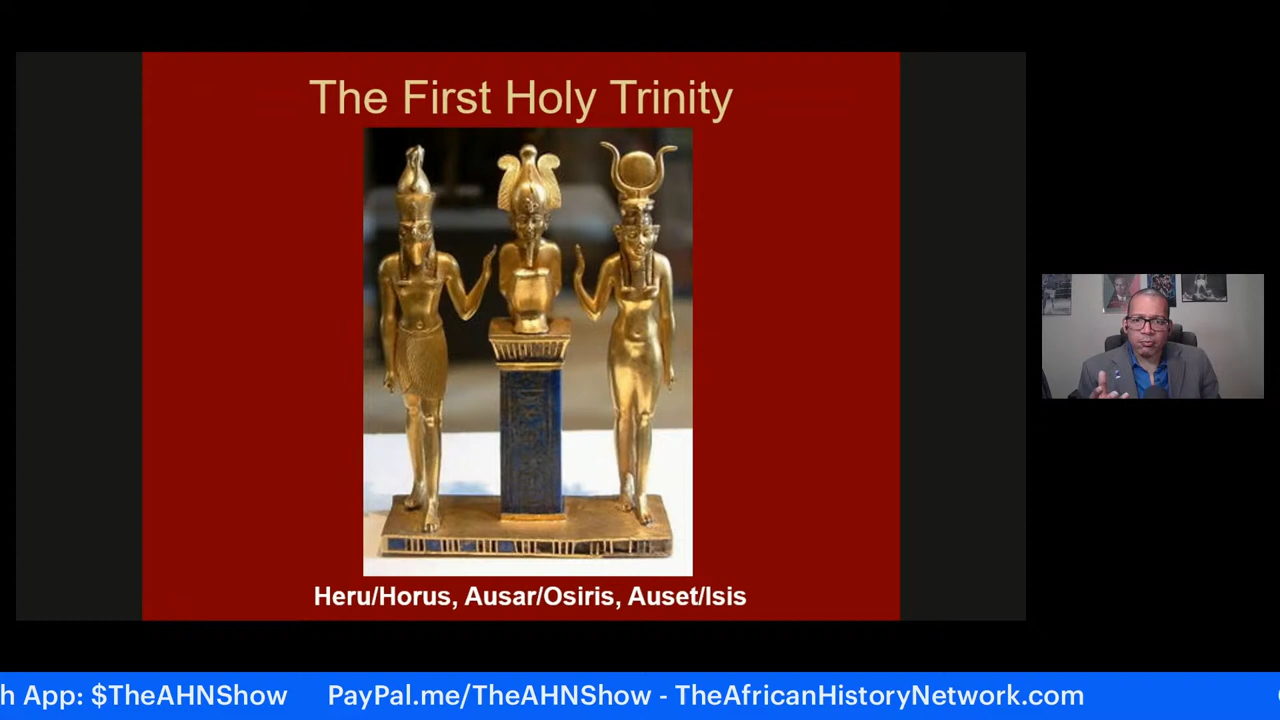 The First Holy Trinity
Heru/Horus, Ausar/Osiris, Auset/Isis
h App: $TheAHNShow PayPal.me/TheAHNShow - TheAfricanHistoryNetwork.com